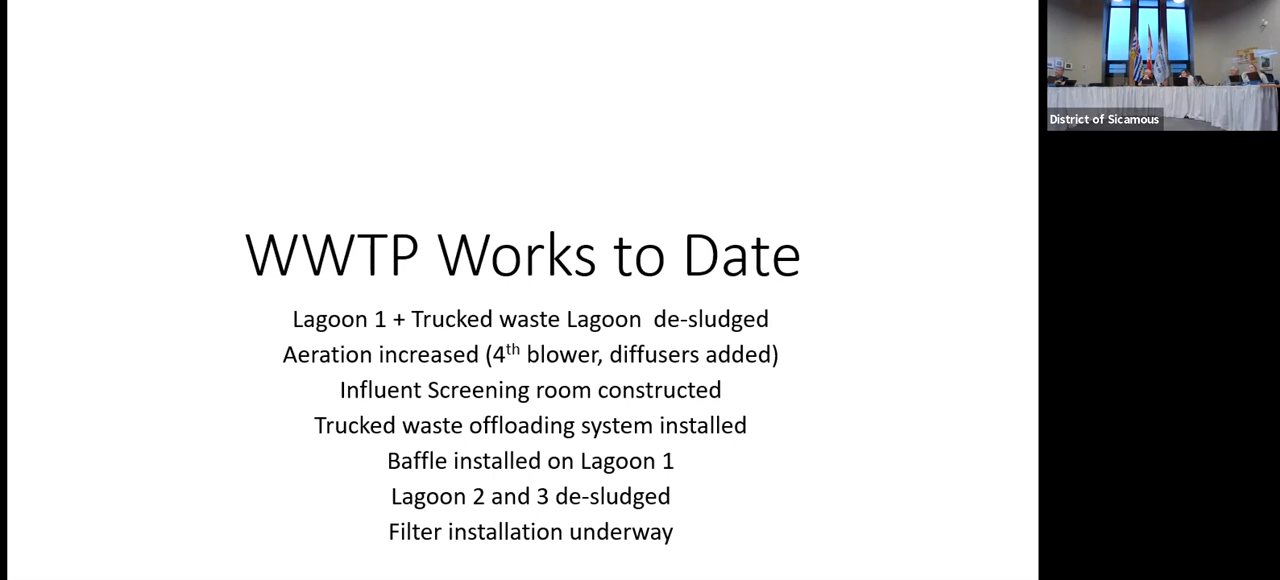 WWTP Works to Date
Lagoon 1 + Trucked waste Lagoon  de-sludged
Aeration increased (4th blower, diffusers added)
Influent Screening room constructed
Trucked waste offloading system installed
Baffle installed on Lagoon 1
Lagoon 2 and 3 de-sludged
Filter installation underway
District of Sicamous